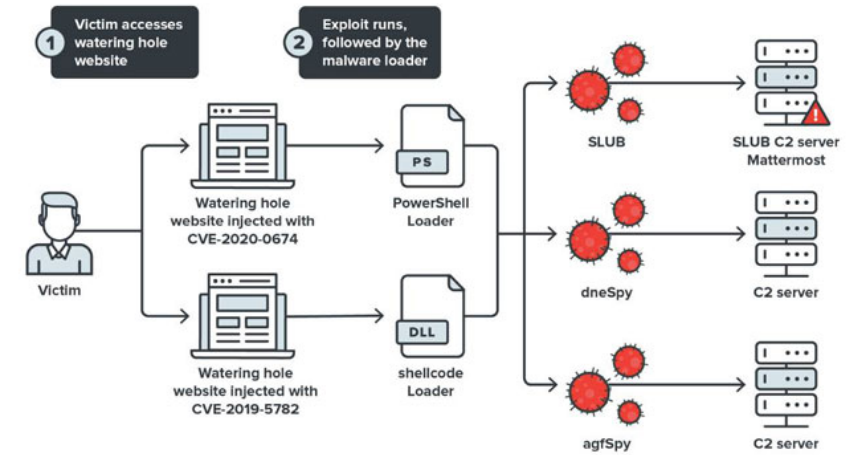 1
Victim accesses
watering hole
website
2
Exploit runs,
followed by the
malware loader
Victim
Watering hole
website injected with
CVE-2020-0674
PS
PowerShell
Loader
Watering hole
website injected with
CVE-2019-5782
DLL
shellcode
Loader
SLUB
!
SLUB C2 server
Mattermost
dneSpy
C2 server
agfSpy
C2 server